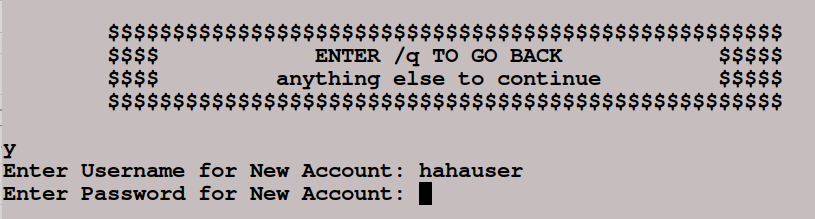 $$$$$$$$$$$$$$$$$$$$$$$$$$$$$$$$$$$$$$$$$$$$$$$$$$$$
$$$$ ENTER /q TO GO BACK $$$$$
$$$$ anything else to continue $$$$$
$$$$$$$$$$$$$$$$$$$$$$$$$$$$$$$$$$$$$$$$$$$$$$$$$$$$
y
Enter Username for New Account: hahauser
Enter Password for New Account: